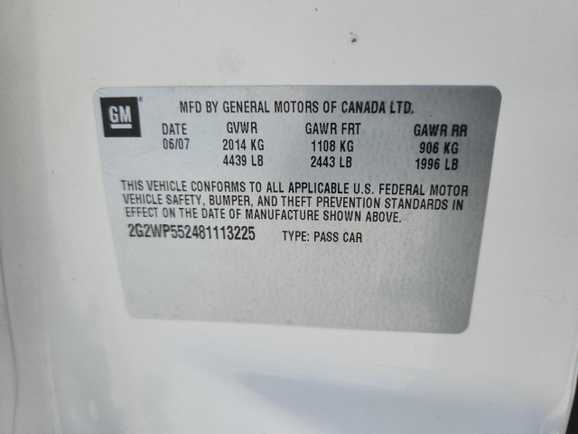 GM
MFD BY GENERAL MOTORS OF CANADA LTD.
DATE GVWR GAWR FRT GAWR RR
06/07 2014 KG 1108 KG 906 KG
4439 LB 2443 LB 1996 LB
THIS VEHICLE CONFORMS TO ALL APPLICABLE U.S. FEDERAL MOTOR
VEHICLE SAFETY, BUMPER, AND THEFT PREVENTION STANDARDS IN
EFFECT ON THE DATE OF MANUFACTURE SHOWN ABOVE.
2G2WP552481113225 TYPE: PASS CAR